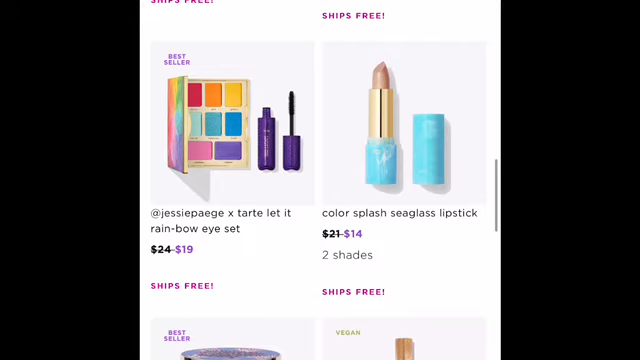 SHIPS FREE!
SHIPS FREE!
BEST
SELLER
@jessiepaege x tarte let it
rain-bow eye set
$24 $19
SHIPS FREE!
color splash seaglass lipstick
$21 $14
2 shades
SHIPS FREE!
BEST
SELLER
VEGAN